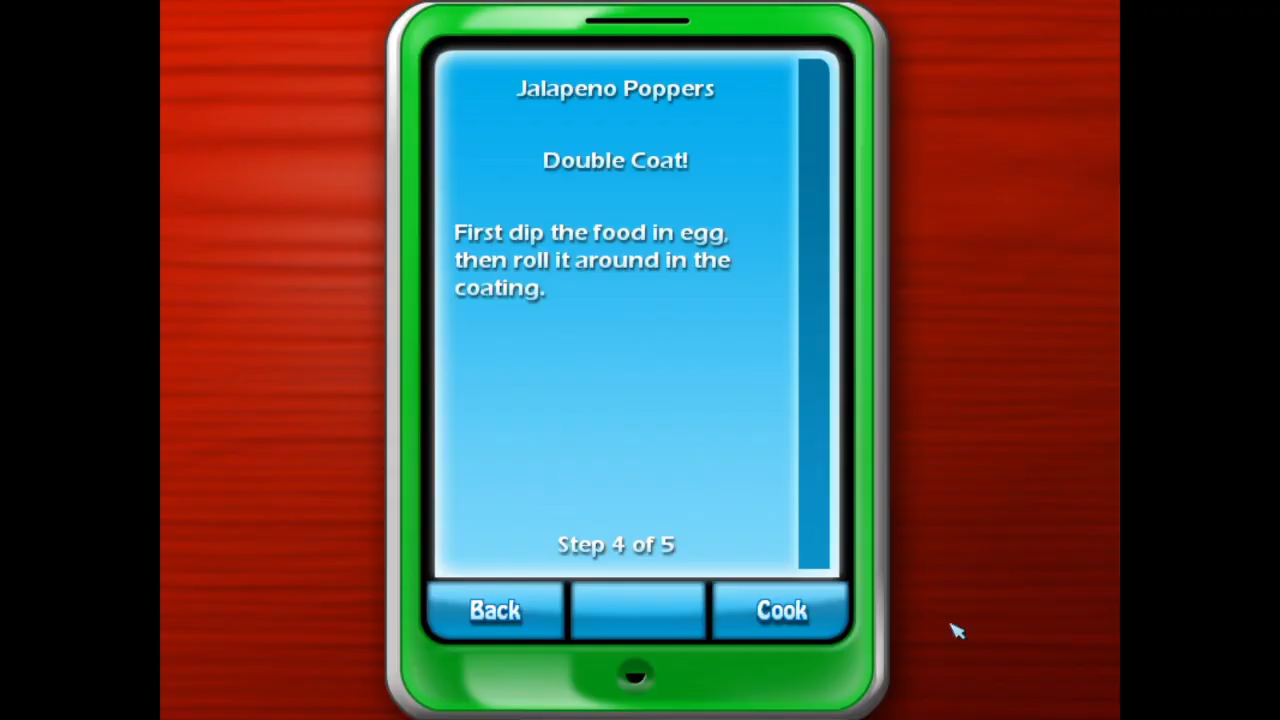 Jalapeno Poppers
Double Coat!
First dip the food in egg,
then roll it around in the
coating.
Step 4 of 5
Back
Cook